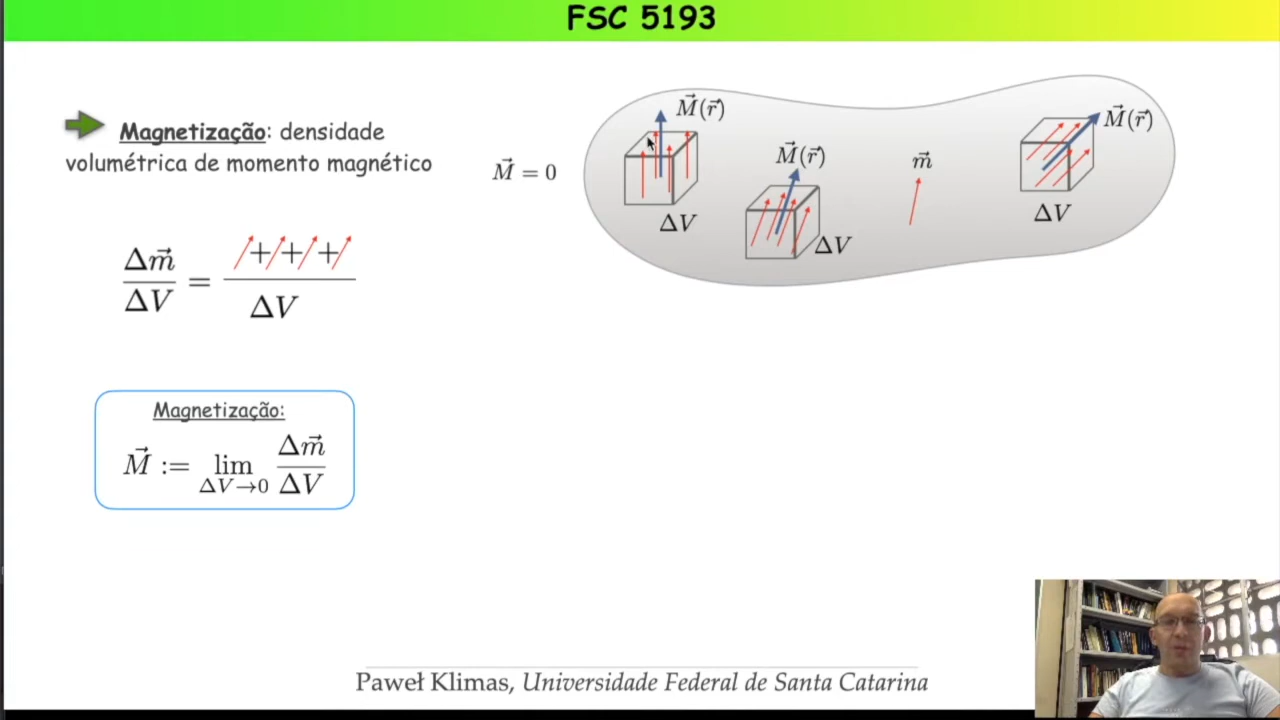 FSC 5193
Magnetização: densidade
volumétrica de momento magnético
Δm⃗/ΔV = (/+/+/+/)/ΔV
Magnetização:
M⃗ := lim_{ΔV→0} Δm⃗/ΔV
M⃗ = 0
M⃗(r⃗)
ΔV
M⃗(r⃗)
ΔV
m⃗
M⃗(r⃗)
ΔV
Paweł Klimas, Universidade Federal de Santa Catarina